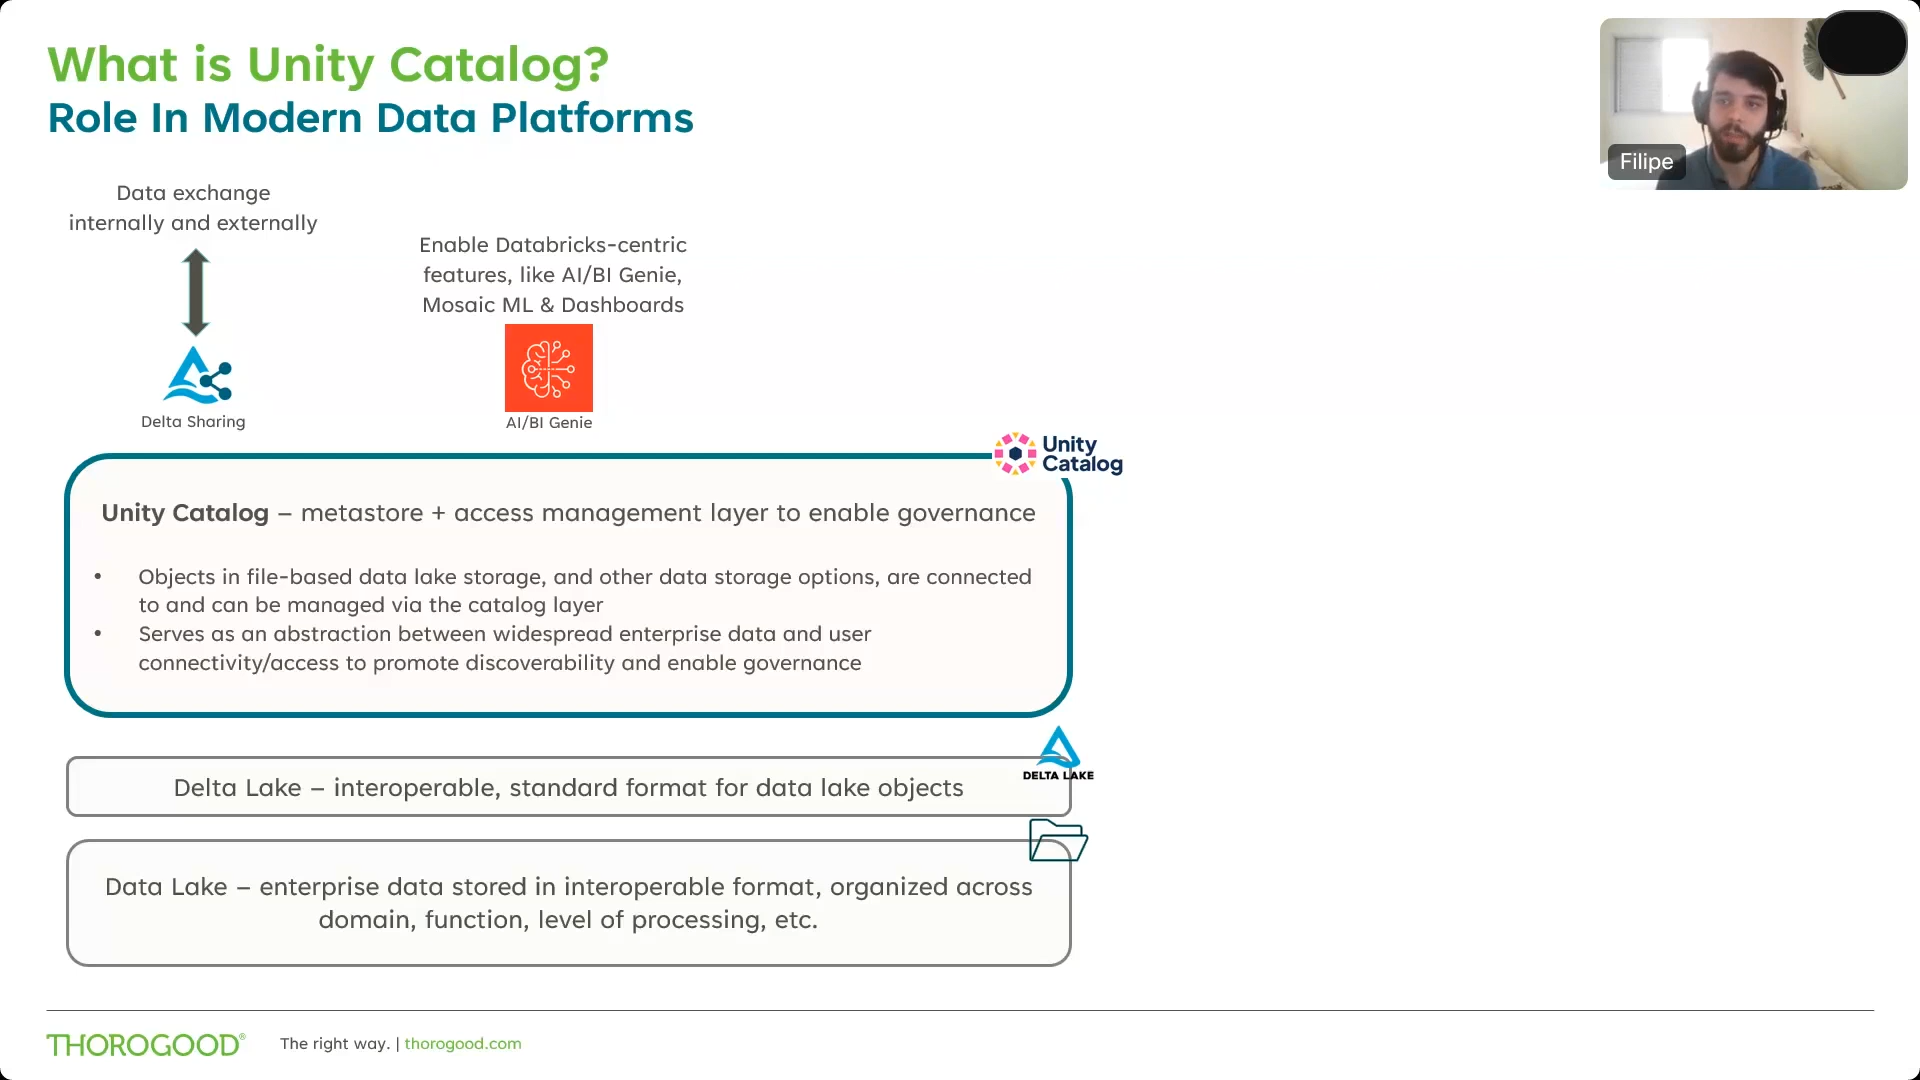 What is Unity Catalog?
Role In Modern Data Platforms
Filipe
Data exchange
internally and externally
Enable Databricks-centric
features, like AI/BI Genie,
Mosaic ML & Dashboards
Delta Sharing
AI/BI Genie
Unity
Catalog
Unity Catalog – metastore + access management layer to enable governance
• Objects in file-based data lake storage, and other data storage options, are connected
to and can be managed via the catalog layer
• Serves as an abstraction between widespread enterprise data and user
connectivity/access to promote discoverability and enable governance
DELTA LAKE
Delta Lake – interoperable, standard format for data lake objects
Data Lake – enterprise data stored in interoperable format, organized across
domain, function, level of processing, etc.
THOROGOOD®
The right way. | thorogood.com